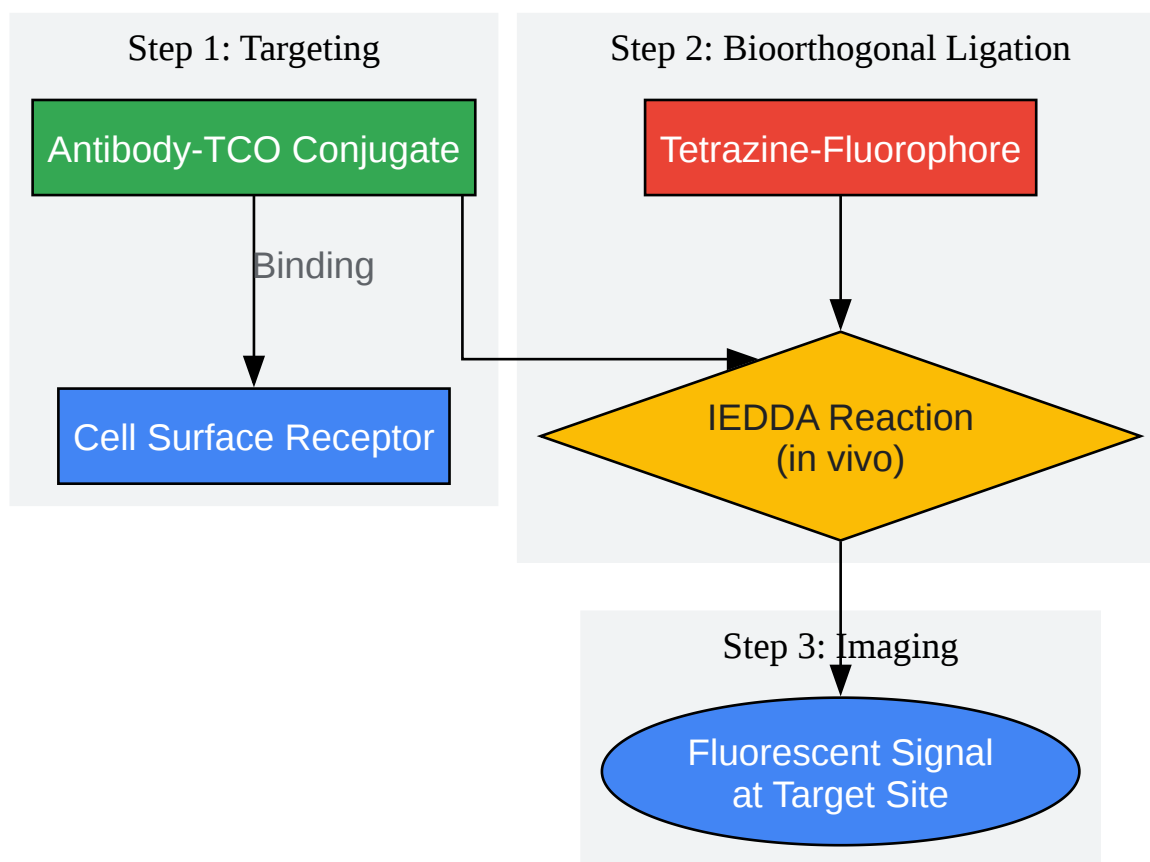 Step 1: Targeting
Antibody-TCO Conjugate
Binding
Cell Surface Receptor
Step 2: Bioorthogonal Ligation
Tetrazine-Fluorophore
IEDDA Reaction
(in vivo)
Step 3: Imaging
Fluorescent Signal
at Target Site